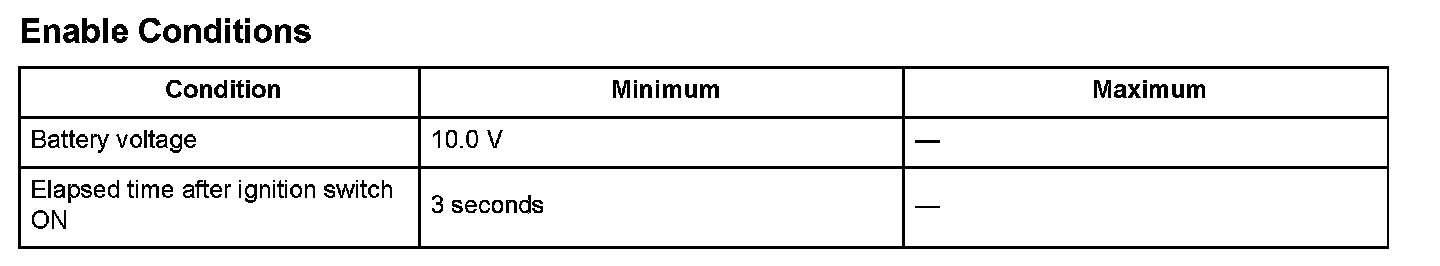 Enable Conditions
Condition Minimum Maximum
Battery voltage 10.0 V —
Elapsed time after ignition switch
ON
3 seconds —